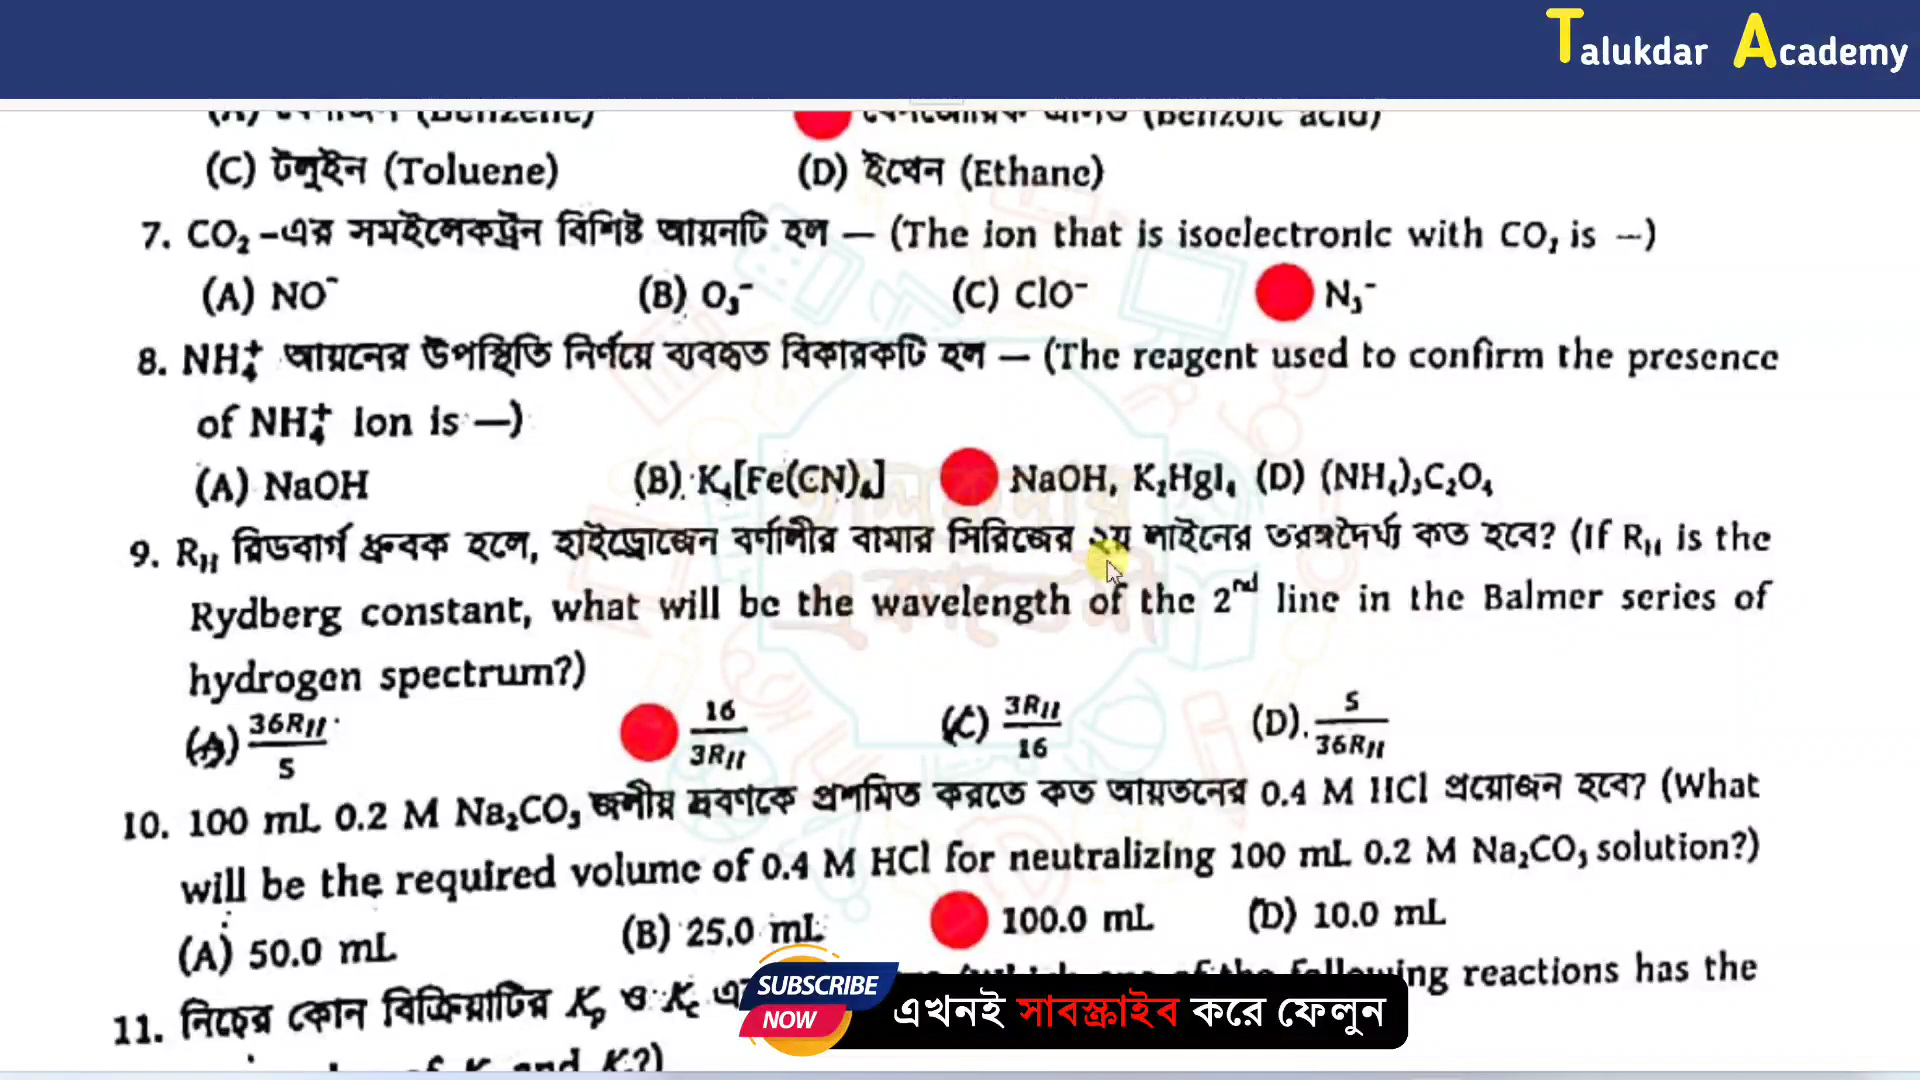 Talukdar Academy
(C) টলুইন (Toluene) (D) ইথেন (Ethane)
7. CO₂ –এর সমইলেকট্রন বিশিষ্ট আয়নটি হল — (The ion that is isoelectronic with CO₂ is —)
(A) NO⁻ (B) O₃⁻ (C) ClO⁻ N₃⁻
8. NH₄⁺ আয়নের উপস্থিতি নির্ণয়ে ব্যবহৃত বিকারকটি হল — (The reagent used to confirm the presence
of NH₄⁺ ion is —)
(A) NaOH (B) K₄[Fe(CN)₆] NaOH, K₂HgI₄ (D) (NH₄)₂C₂O₄
9. R_H রিডবার্গ ধ্রুবক হলে, হাইড্রোজেন বর্ণালীর বামার সিরিজের ২য় লাইনের তরঙ্গদৈর্ঘ্য কত হবে? (If R_H is the
Rydberg constant, what will be the wavelength of the 2nd line in the Balmer series of
hydrogen spectrum?)
(A) 36R_H/5 16/3R_H (C) 3R_H/16 (D) 5/36R_H
10. 100 mL 0.2 M Na₂CO₃ জলীয় দ্রবণকে প্রশমিত করতে কত আয়তনের 0.4 M HCl প্রয়োজন হবে? (What
will be the required volume of 0.4 M HCl for neutralizing 100 mL 0.2 M Na₂CO₃ solution?)
(A) 50.0 mL (B) 25.0 mL 100.0 mL (D) 10.0 mL
11. নিচের কোন বিক্রিয়াটির K_p ও K_c of the following reactions has the
SUBSCRIBE
NOW
এখনই সাবস্ক্রাইব করে ফেলুন
of K and K?)